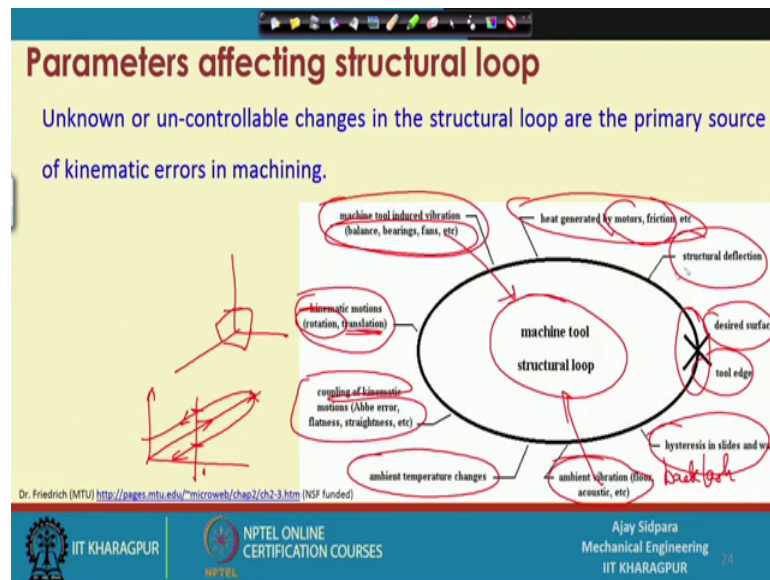 Parameters affecting structural loop
Unknown or un-controllable changes in the structural loop are the primary source
of kinematic errors in machining.
machine tool induced vibration
(balance, bearings, fans, etc)
heat generated by motors, friction, etc
structural deflection
kinematic motions
(rotation, translation)
machine tool
structural loop
desired surfac
tool edge
coupling of kinematic
motions (Abbe error,
flatness, straightness, etc)
hysteresis in slides and wa
ambient temperature changes
ambient vibration (floor,
acoustic, etc)
Backlash
Dr. Friedrich (MTU) http://pages.mtu.edu/~microweb/chap2/ch2-3.htm (NSF funded)
IIT KHARAGPUR
NPTEL
NPTEL ONLINE
CERTIFICATION COURSES
Ajay Sidpara
Mechanical Engineering
IIT KHARAGPUR
24